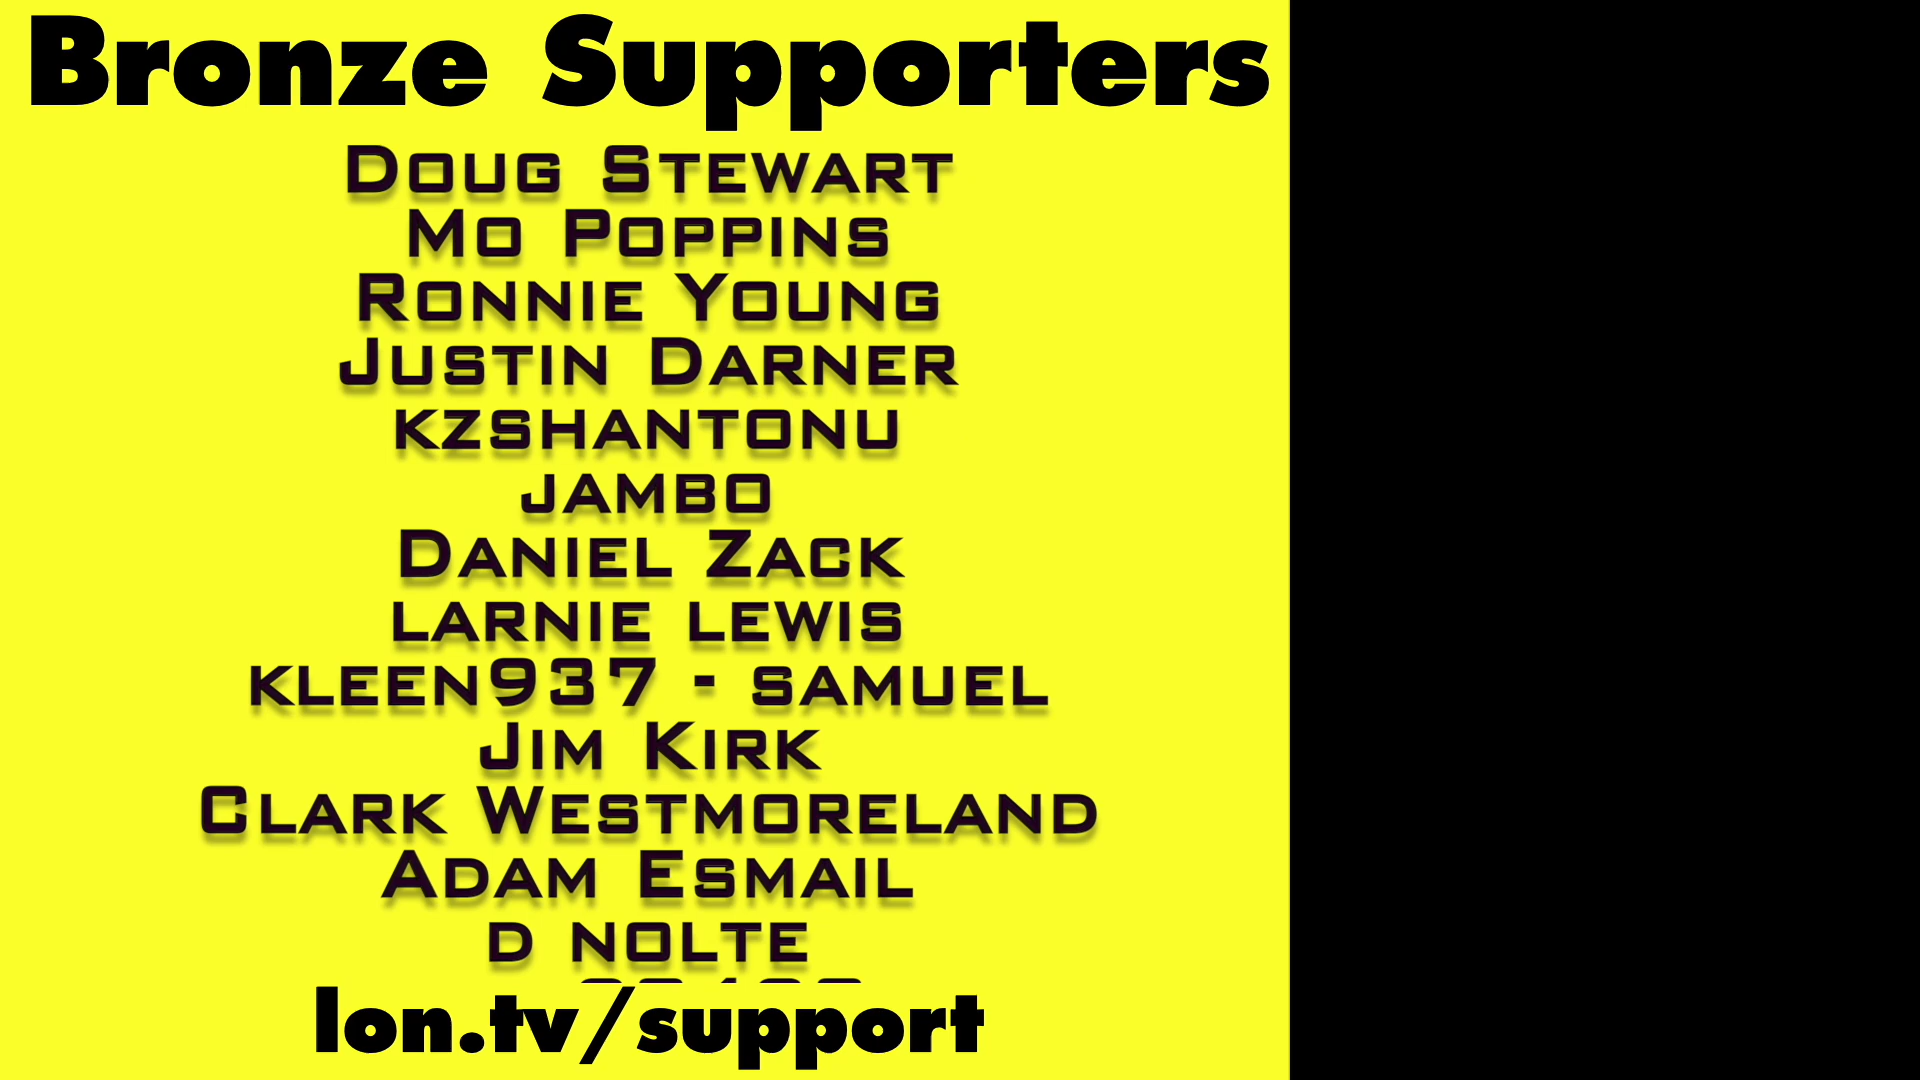 Bronze Supporters
Doug Stewart
Mo Poppins
Ronnie Young
Justin Darner
kzshantonu
jambo
Daniel Zack
larnie lewis
kleen937 - samuel
Jim Kirk
Clark Westmoreland
Adam Esmail
d nolte
lon.tv/support